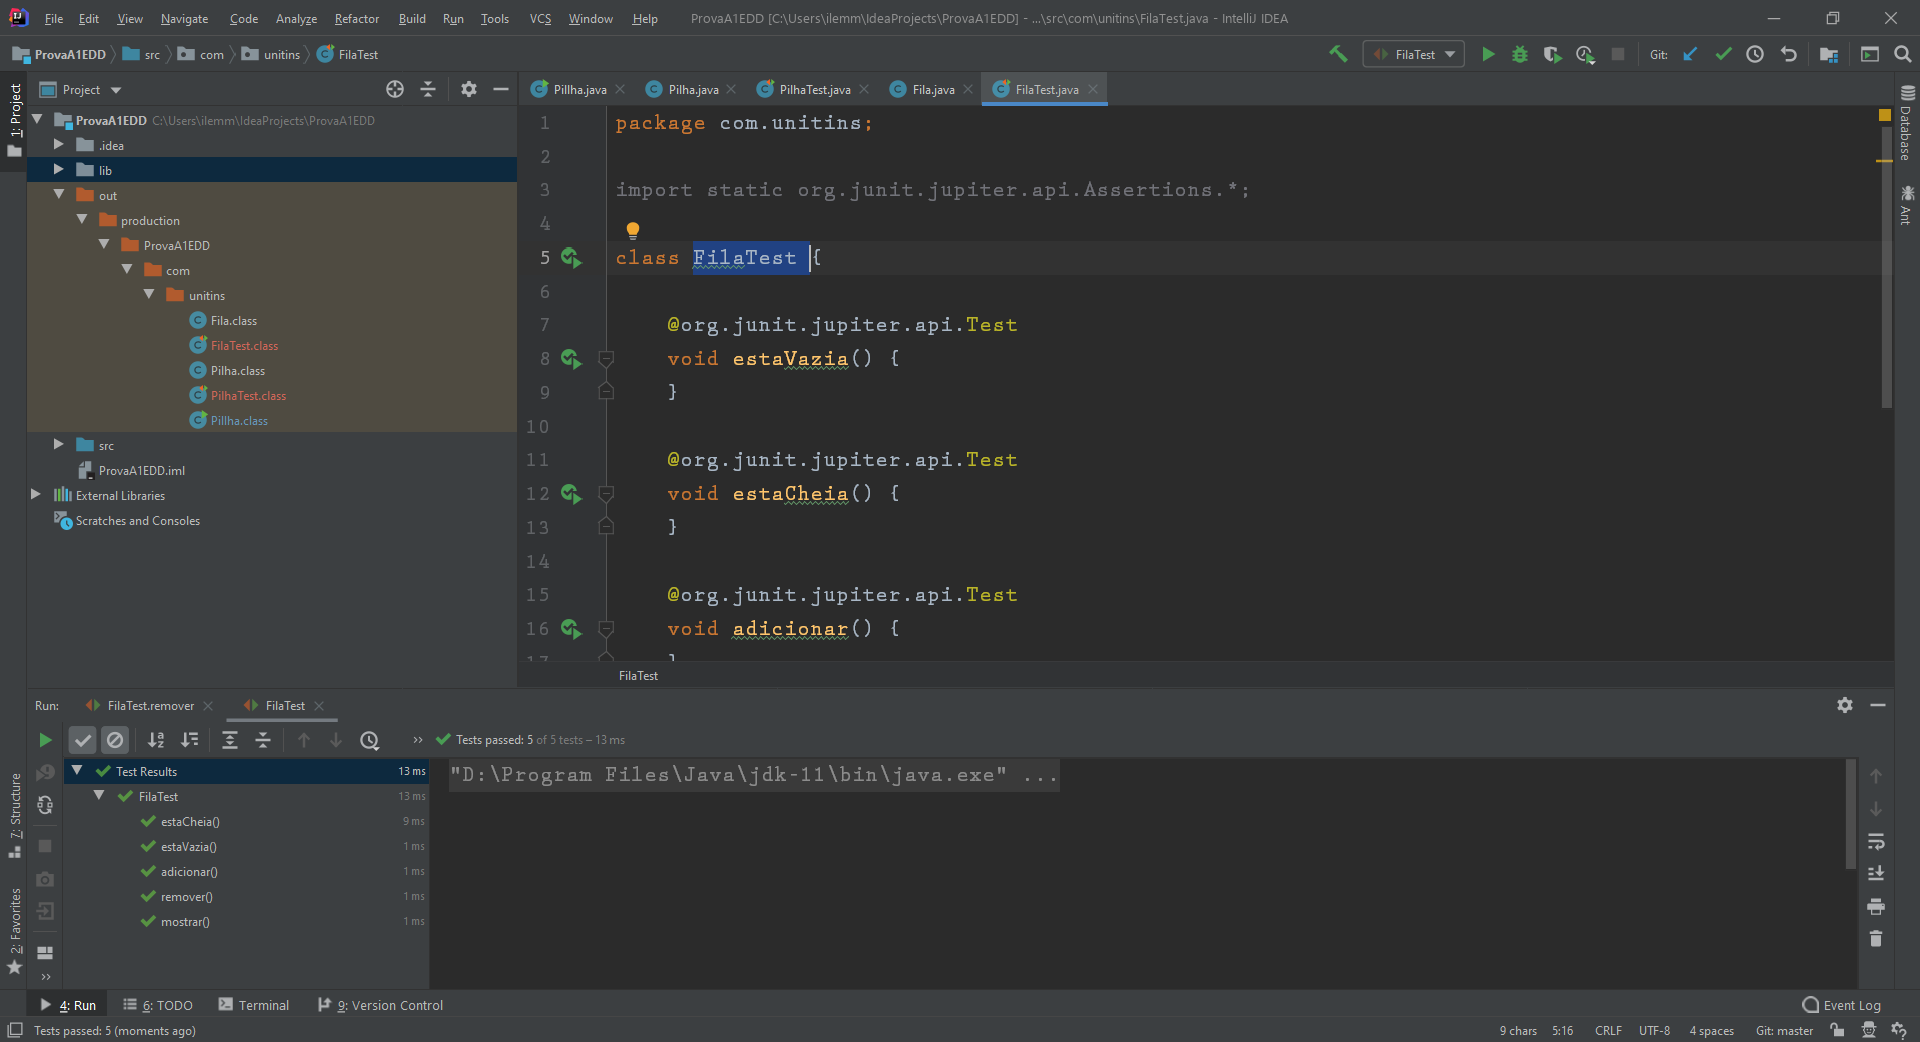 File Edit View Navigate Code Analyze Refactor Build Run Tools VCS Window Help ProvaA1EDD [C:\Users\ilemm\IdeaProjects\ProvaA1EDD] - ...\src\com\unitins\FilaTest.java - IntelliJ IDEA
ProvaA1EDD src com unitins FilaTest FilaTest Git:
Project Pillha.java Pilha.java PilhaTest.java Fila.java FilaTest.java
1: Project
ProvaA1EDD C:\Users\ilemm\IdeaProjects\ProvaA1EDD
.idea
lib
out
production
ProvaA1EDD
com
unitins
Fila.class
FilaTest.class
Pilha.class
PilhaTest.class
Pillha.class
src
ProvaA1EDD.iml
External Libraries
Scratches and Consoles
1 package com.unitins;
2
3 import static org.junit.jupiter.api.Assertions.*;
4
5 class FilaTest {
6
7 @org.junit.jupiter.api.Test
8 void estaVazia() {
9 }
10
11 @org.junit.jupiter.api.Test
12 void estaCheia() {
13 }
14
15 @org.junit.jupiter.api.Test
16 void adicionar() {
17 }
FilaTest
Database
Ant
Run: FilaTest.remover FilaTest
Tests passed: 5 of 5 tests – 13 ms
Test Results 13 ms
FilaTest 13 ms
estaCheia() 9 ms
estaVazia() 1 ms
adicionar() 1 ms
remover() 1 ms
mostrar() 1 ms
"D:\Program Files\Java\jdk-11\bin\java.exe" ...
7: Structure
2: Favorites
4: Run 6: TODO Terminal 9: Version Control Event Log
Tests passed: 5 (moments ago) 9 chars 5:16 CRLF UTF-8 4 spaces Git: master